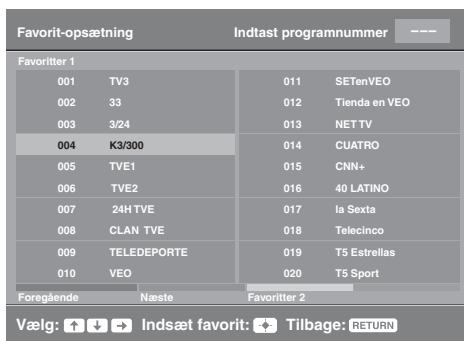 Favorit-opsætning Indtast programnummer −−−
Favoritter 1
001 TV3 011 SETenVEO
002 33 012 Tienda en VEO
003 3/24 013 NET TV
004 K3/300 014 CUATRO
005 TVE1 015 CNN+
006 TVE2 016 40 LATINO
007 24H TVE 017 la Sexta
008 CLAN TVE 018 Telecinco
009 TELEDEPORTE 019 T5 Estrellas
010 VEO 020 T5 Sport
Foregående Næste Favoritter 2
Vælg: Indsæt favorit: Tilbage: RETURN